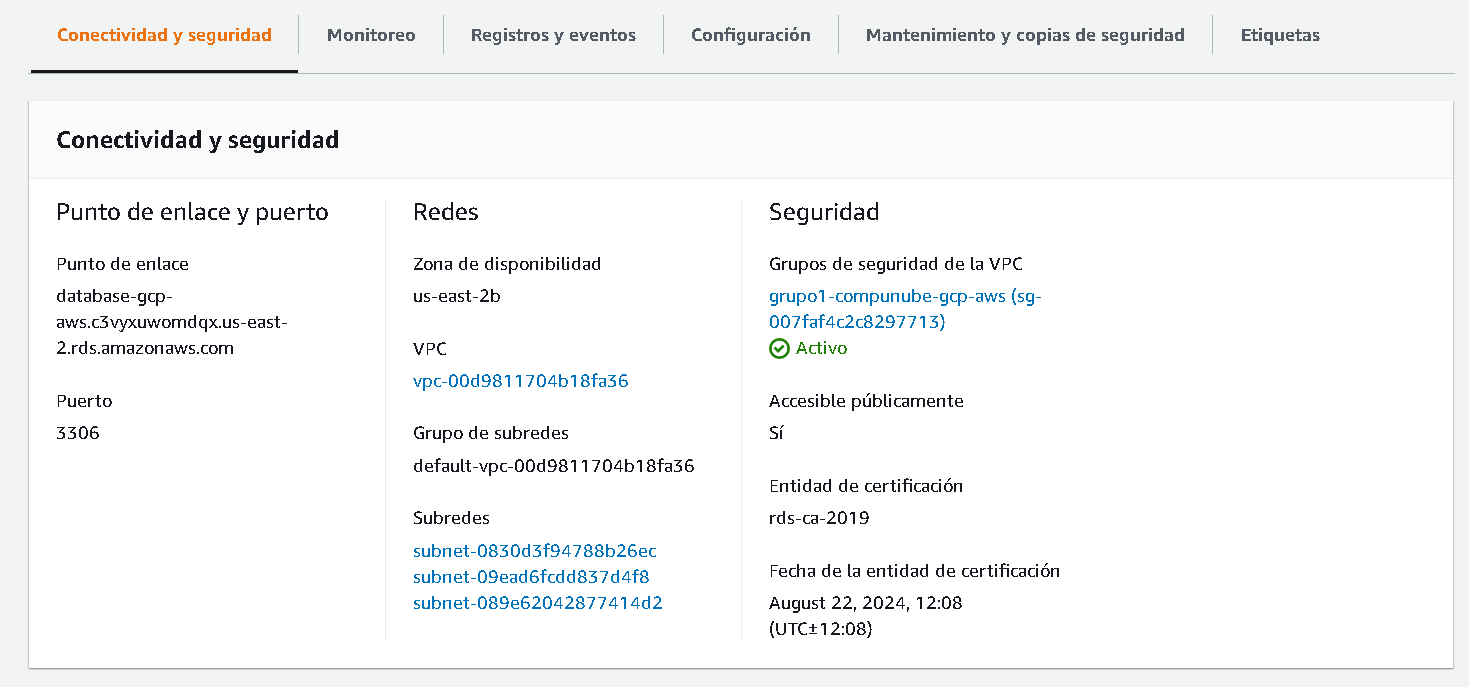 Conectividad y seguridad
Monitoreo
Registros y eventos
Configuración
Mantenimiento y copias de seguridad
Etiquetas
Conectividad y seguridad
Punto de enlace y puerto
Punto de enlace
database-gcp-
aws.c3vyxuwomdqx.us-east-
2.rds.amazonaws.com
Puerto
3306
Redes
Zona de disponibilidad
us-east-2b
VPC
vpc-00d9811704b18fa36
Grupo de subredes
default-vpc-00d9811704b18fa36
Subredes
subnet-0830d3f94788b26ec
subnet-09ead6fcdd837d4f8
subnet-089e62042877414d2
Seguridad
Grupos de seguridad de la VPC
grupo1-compunube-gcp-aws (sg-
007faf4c2c8297713)
Activo
Accesible públicamente
Sí
Entidad de certificación
rds-ca-2019
Fecha de la entidad de certificación
August 22, 2024, 12:08
(UTC±12:08)